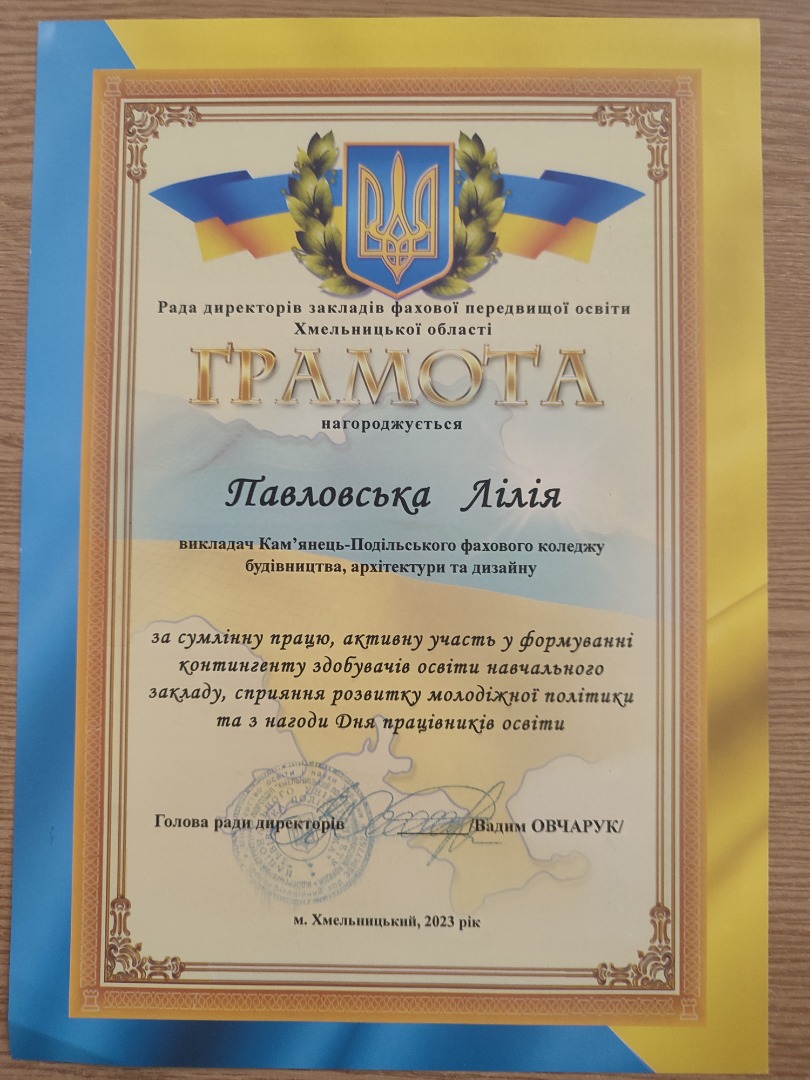 Рада директорів закладів фахової передвищої освіти
Хмельницької області
ГРАМОТА
нагороджується
Павловська Лілія
викладач Кам’янець-Подільського фахового коледжу
будівництва, архітектури та дизайну
за сумлінну працю, активну участь у формуванні
контингенту здобувачів освіти навчального
закладу, сприяння розвитку молодіжної політики
та з нагоди Дня працівників освіти
Голова ради директорів /Вадим ОВЧАРУК/
м. Хмельницький, 2023 рік